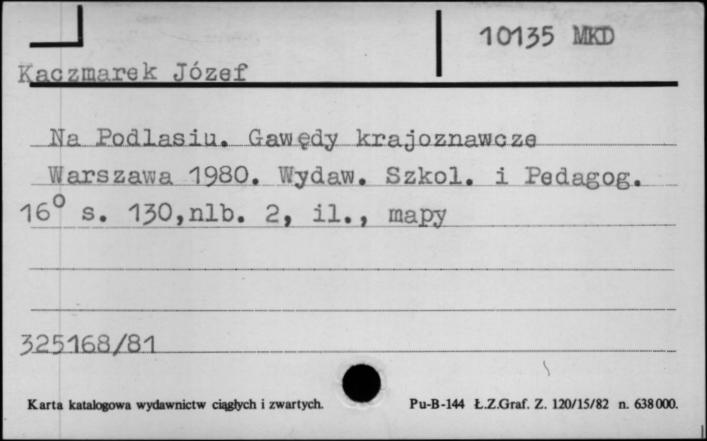 10135 MKD
Kaczmarek Józef
Na Podlasiu. Gawędy krajoznawcze
Warszawa 1980. Wydaw. Szkol. i Pedagog.
16° s. 130,nlb. 2, il., mapy
325168/81
Karta katalogowa wydawnictw ciągłych i zwartych.
Pu-B-144 Ł.Z.Graf. Z. 120/15/82 n. 638000.